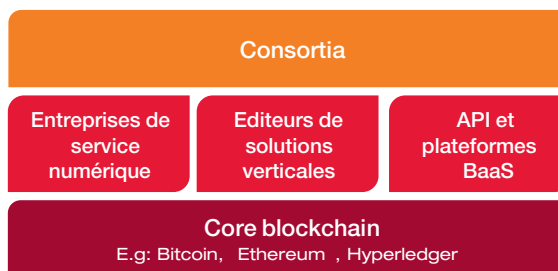 Consortia
Entreprises de
service
numérique
Editeurs de
solutions
verticales
API et
plateformes
BaaS
Core blockchain
E.g: Bitcoin, Ethereum , Hyperledger